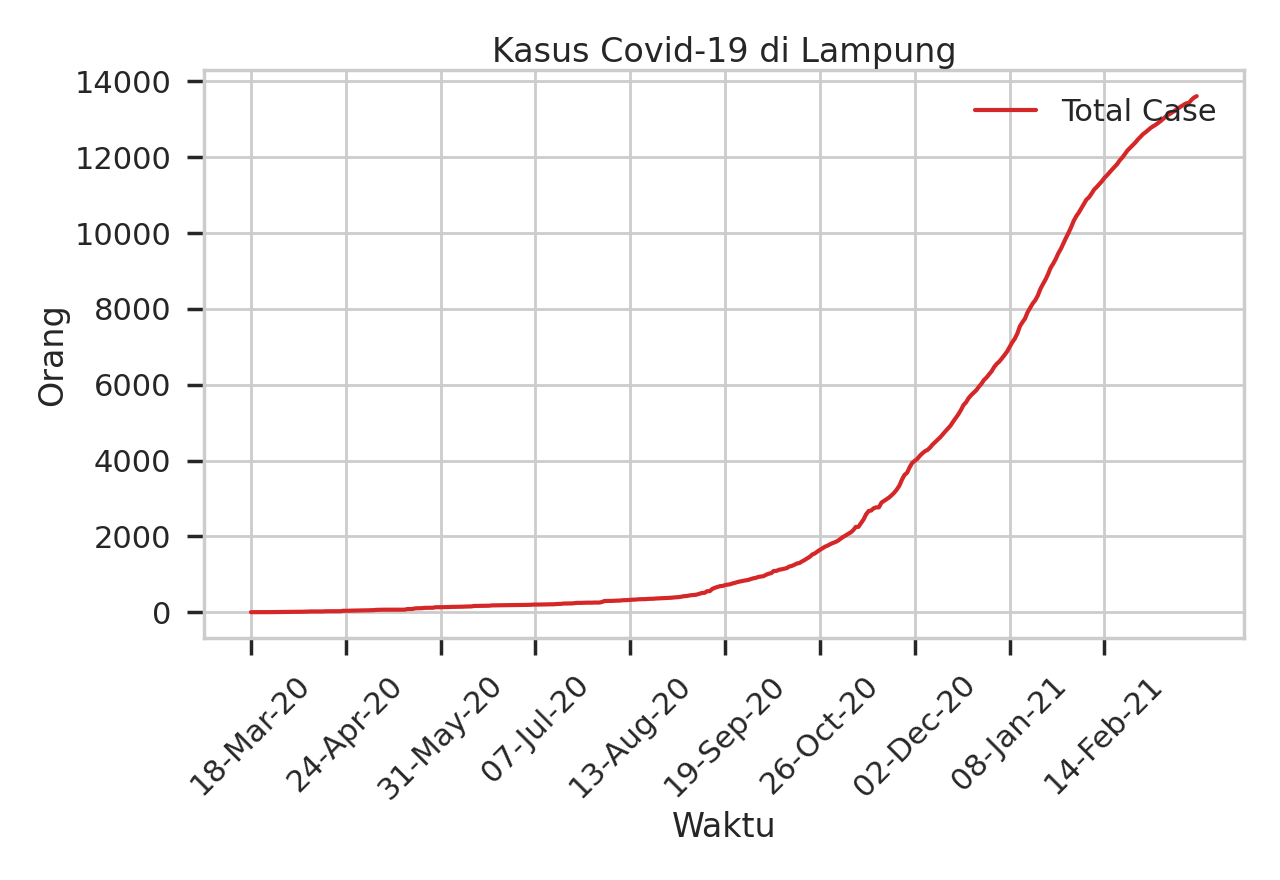 Kasus Covid-19 di Lampung
Total Case
14000
12000
10000
8000
6000
4000
2000
0
Orang
18-Mar-20
24-Apr-20
31-May-20
07-Jul-20
13-Aug-20
19-Sep-20
26-Oct-20
02-Dec-20
08-Jan-21
14-Feb-21
Waktu